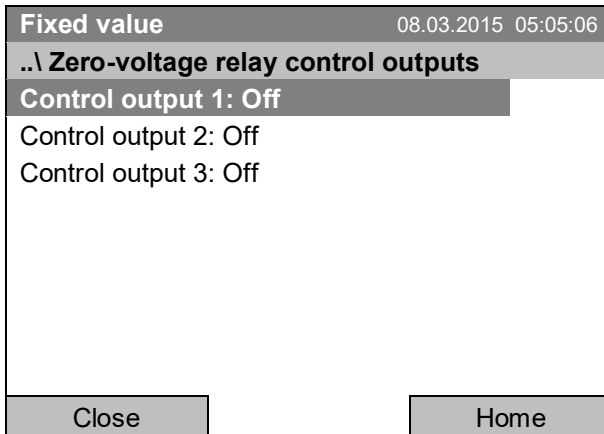 Fixed value 08.03.2015 05:05:06
..\ Zero-voltage relay control outputs
Control output 1: Off
Control output 2: Off
Control output 3: Off
Close Home